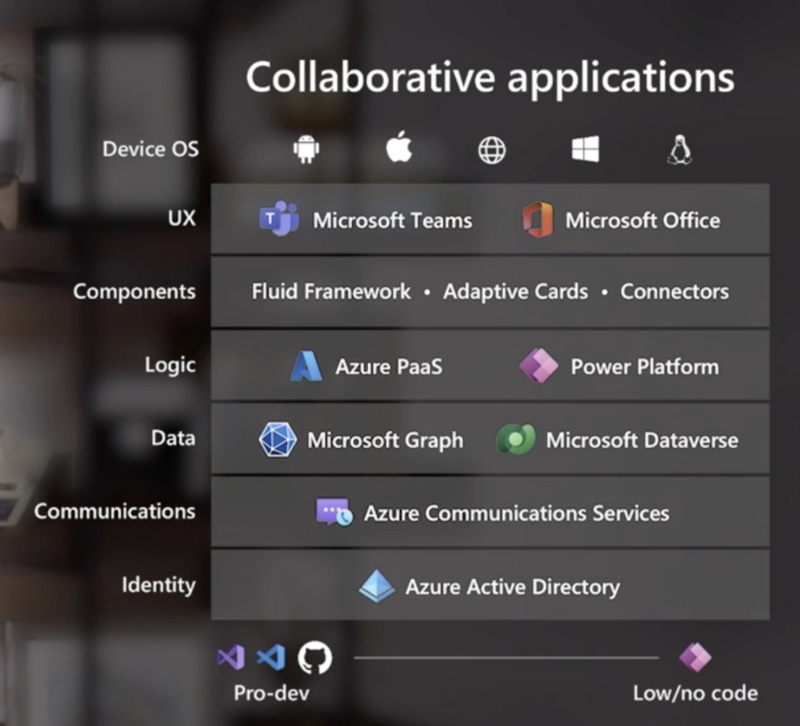 Collaborative applications
Device OS
UX Microsoft Teams Microsoft Office
Components Fluid Framework • Adaptive Cards • Connectors
Logic Azure PaaS Power Platform
Data Microsoft Graph Microsoft Dataverse
Communications Azure Communications Services
Identity Azure Active Directory
Pro-dev Low/no code